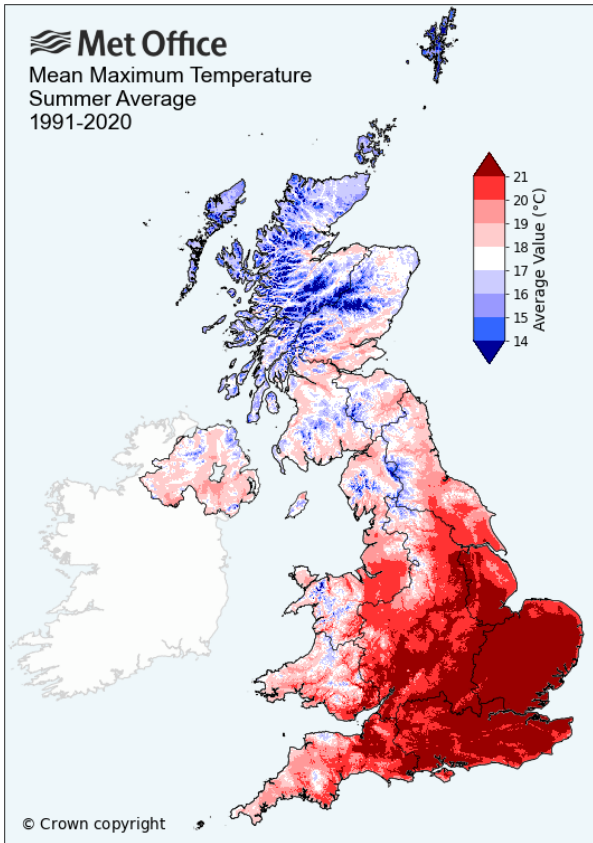 Met Office
Mean Maximum Temperature
Summer Average
1991-2020
21
20
19
18
17
16
15
14
Average Value (°C)
© Crown copyright